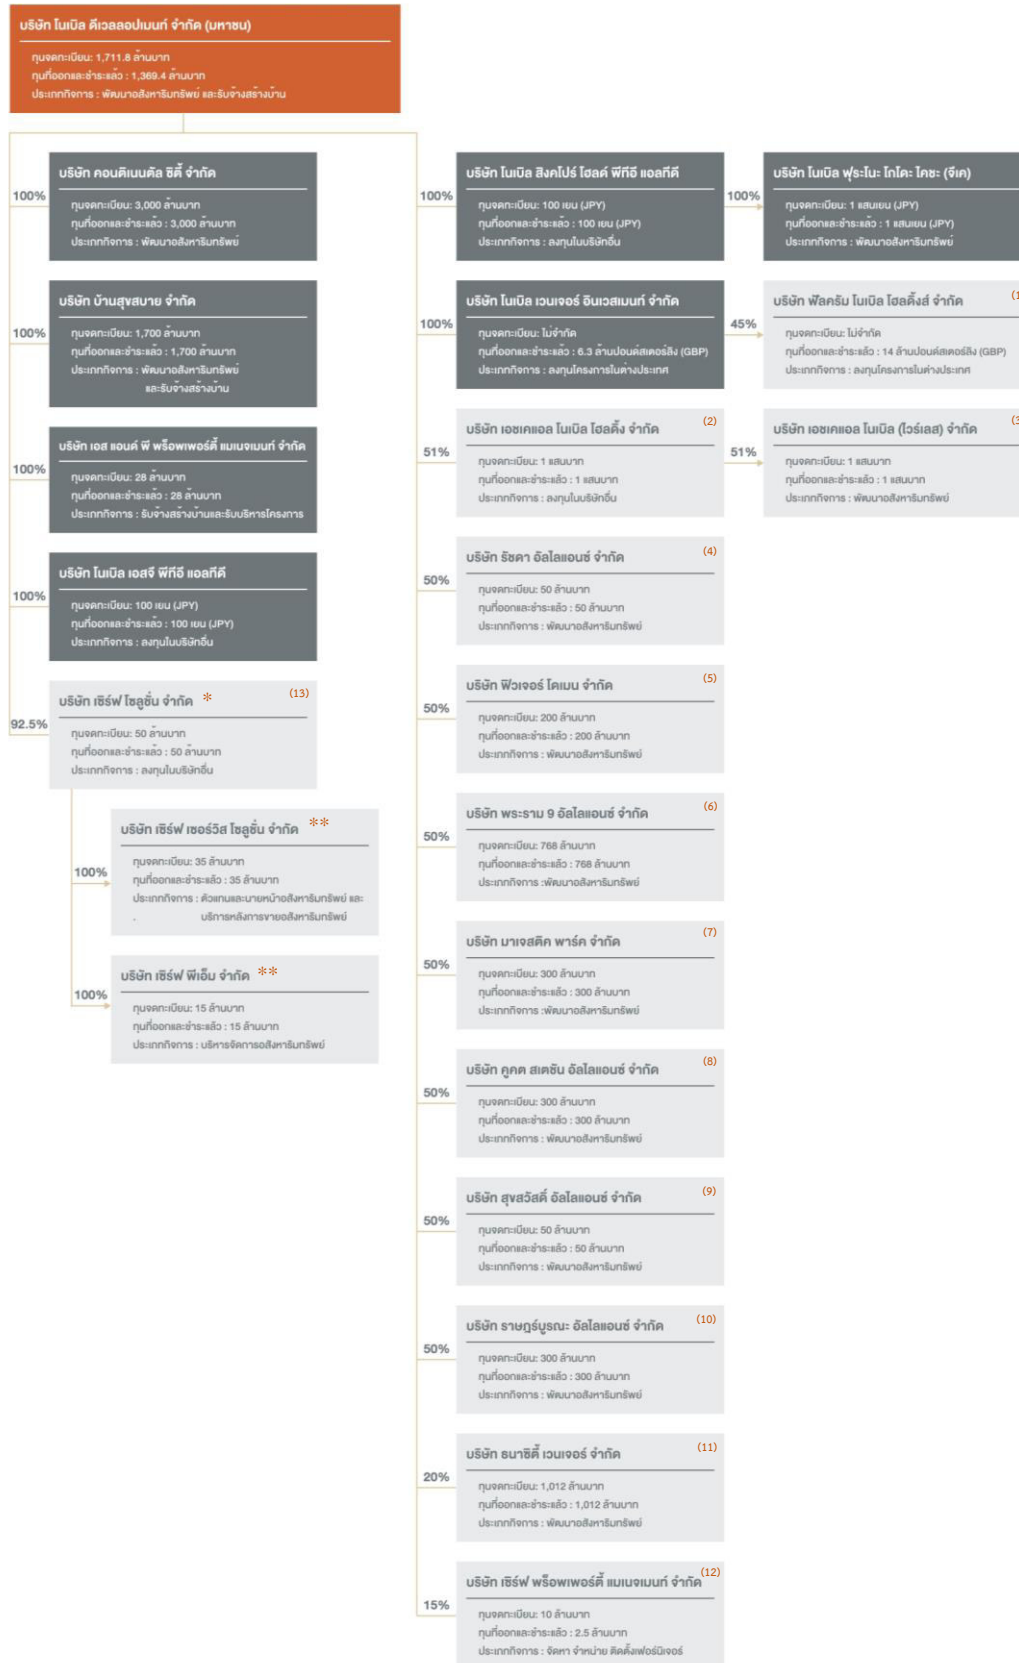 บริษัท โนเบิล ดีเวลลอปเมนท์ จำกัด (มหาชน)
ทุนจดทะเบียน: 1,711.8 ล้านบาท
ทุนที่ออกและชำระแล้ว : 1,369.4 ล้านบาท
ประเภทกิจการ : พัฒนาอสังหาริมทรัพย์ และรับจ้างสร้างบ้าน
100%
บริษัท คอนติเนนตัล ซิตี้ จำกัด
ทุนจดทะเบียน: 3,000 ล้านบาท
ทุนที่ออกและชำระแล้ว : 3,000 ล้านบาท
ประเภทกิจการ : พัฒนาอสังหาริมทรัพย์
100%
บริษัท บ้านสุขสบาย จำกัด
ทุนจดทะเบียน: 1,700 ล้านบาท
ทุนที่ออกและชำระแล้ว : 1,700 ล้านบาท
ประเภทกิจการ : พัฒนาอสังหาริมทรัพย์
และรับจ้างสร้างบ้าน
100%
บริษัท เอส แอนด์ พี พร็อพเพอร์ตี้ แมเนจเมนท์ จำกัด
ทุนจดทะเบียน: 28 ล้านบาท
ทุนที่ออกและชำระแล้ว : 28 ล้านบาท
ประเภทกิจการ : รับจ้างสร้างบ้านและรับบริหารโครงการ
100%
บริษัท โนเบิล เอสจี พีทีอี แอลทีดี
ทุนจดทะเบียน: 100 เยน (JPY)
ทุนที่ออกและชำระแล้ว : 100 เยน (JPY)
ประเภทกิจการ : ลงทุนในบริษัทอื่น
92.5%
บริษัท เซิร์ฟ โซลูชั่น จำกัด * (13)
ทุนจดทะเบียน: 50 ล้านบาท
ทุนที่ออกและชำระแล้ว : 50 ล้านบาท
ประเภทกิจการ : ลงทุนในบริษัทอื่น
100%
บริษัท เซิร์ฟ เซอร์วิส โซลูชั่น จำกัด **
ทุนจดทะเบียน: 35 ล้านบาท
ทุนที่ออกและชำระแล้ว : 35 ล้านบาท
ประเภทกิจการ : ตัวแทนและนายหน้าอสังหาริมทรัพย์ และ
. บริการหลังการขายอสังหาริมทรัพย์
100%
บริษัท เซิร์ฟ พีเอ็ม จำกัด **
ทุนจดทะเบียน: 15 ล้านบาท
ทุนที่ออกและชำระแล้ว : 15 ล้านบาท
ประเภทกิจการ : บริหารจัดการอสังหาริมทรัพย์
100%
บริษัท โนเบิล สิงคโปร์ โฮลด์ พีทีอี แอลทีดี
ทุนจดทะเบียน: 100 เยน (JPY)
ทุนที่ออกและชำระแล้ว : 100 เยน (JPY)
ประเภทกิจการ : ลงทุนในบริษัทอื่น
100%
บริษัท โนเบิล ฟุระโนะ โกโดะ โคชะ (จีเค)
ทุนจดทะเบียน: 1 แสนเยน (JPY)
ทุนที่ออกและชำระแล้ว : 1 แสนเยน (JPY)
ประเภทกิจการ : พัฒนาอสังหาริมทรัพย์
100%
บริษัท โนเบิล เวนเจอร์ อินเวสเมนท์ จำกัด
ทุนจดทะเบียน: ไม่จำกัด
ทุนที่ออกและชำระแล้ว : 6.3 ล้านปอนด์สเตอร์ลิง (GBP)
ประเภทกิจการ : ลงทุนโครงการในต่างประเทศ
45%
บริษัท ฟัลครัม โนเบิล โฮลดิ้งส์ จำกัด (1
ทุนจดทะเบียน: ไม่จำกัด
ทุนที่ออกและชำระแล้ว : 14 ล้านปอนด์สเตอร์ลิง (GBP)
ประเภทกิจการ : ลงทุนโครงการในต่างประเทศ
51%
บริษัท เอชเคแอล โนเบิล โฮลดิ้ง จำกัด (2)
ทุนจดทะเบียน: 1 แสนบาท
ทุนที่ออกและชำระแล้ว : 1 แสนบาท
ประเภทกิจการ : ลงทุนในบริษัทอื่น
51%
บริษัท เอชเคแอล โนเบิล (ไวร์เลส) จำกัด (3
ทุนจดทะเบียน: 1 แสนบาท
ทุนที่ออกและชำระแล้ว : 1 แสนบาท
ประเภทกิจการ : พัฒนาอสังหาริมทรัพย์
50%
บริษัท รัชดา อัลไลแอนซ์ จำกัด (4)
ทุนจดทะเบียน: 50 ล้านบาท
ทุนที่ออกและชำระแล้ว : 50 ล้านบาท
ประเภทกิจการ : พัฒนาอสังหาริมทรัพย์
50%
บริษัท ฟิวเจอร์ โดเมน จำกัด (5)
ทุนจดทะเบียน: 200 ล้านบาท
ทุนที่ออกและชำระแล้ว : 200 ล้านบาท
ประเภทกิจการ : พัฒนาอสังหาริมทรัพย์
50%
บริษัท พระราม 9 อัลไลแอนซ์ จำกัด (6)
ทุนจดทะเบียน: 768 ล้านบาท
ทุนที่ออกและชำระแล้ว : 768 ล้านบาท
ประเภทกิจการ :พัฒนาอสังหาริมทรัพย์
50%
บริษัท มาเจสติค พาร์ค จำกัด (7)
ทุนจดทะเบียน: 300 ล้านบาท
ทุนที่ออกและชำระแล้ว : 300 ล้านบาท
ประเภทกิจการ :พัฒนาอสังหาริมทรัพย์
50%
บริษัท คูคต สเตชัน อัลไลแอนซ์ จำกัด (8)
ทุนจดทะเบียน: 300 ล้านบาท
ทุนที่ออกและชำระแล้ว : 300 ล้านบาท
ประเภทกิจการ : พัฒนาอสังหาริมทรัพย์
50%
บริษัท สุขสวัสดิ์ อัลไลแอนซ์ จำกัด (9)
ทุนจดทะเบียน: 50 ล้านบาท
ทุนที่ออกและชำระแล้ว : 50 ล้านบาท
ประเภทกิจการ : พัฒนาอสังหาริมทรัพย์
50%
บริษัท ราษฎร์บูรณะ อัลไลแอนซ์ จำกัด (10)
ทุนจดทะเบียน: 300 ล้านบาท
ทุนที่ออกและชำระแล้ว : 300 ล้านบาท
ประเภทกิจการ : พัฒนาอสังหาริมทรัพย์
20%
บริษัท ธนาซิตี้ เวนเจอร์ จำกัด (11)
ทุนจดทะเบียน: 1,012 ล้านบาท
ทุนที่ออกและชำระแล้ว : 1,012 ล้านบาท
ประเภทกิจการ : พัฒนาอสังหาริมทรัพย์
15%
บริษัท เซิร์ฟ พร็อพเพอร์ตี้ แมเนจเมนท์ จำกัด (12)
ทุนจดทะเบียน: 10 ล้านบาท
ทุนที่ออกและชำระแล้ว : 2.5 ล้านบาท
ประเภทกิจการ : จัดหา จำหน่าย ติดตั้งเฟอร์นิเจอร์